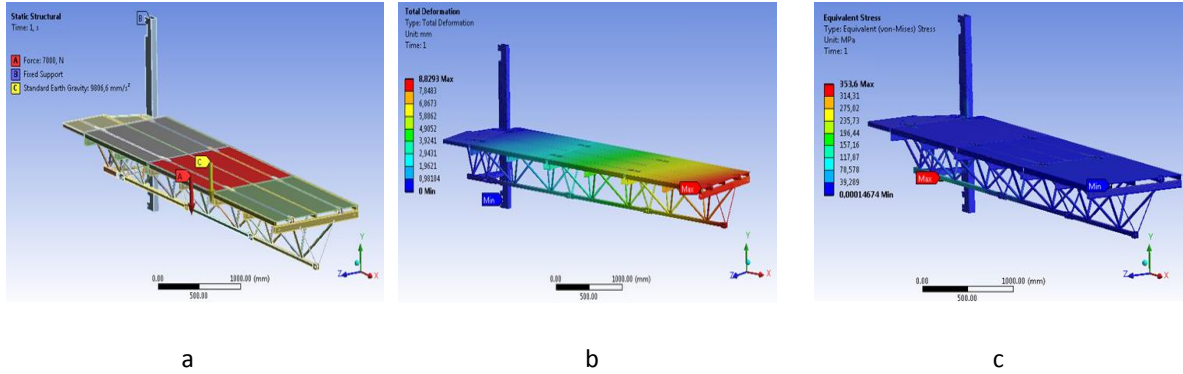 Static Structural
Time: 1, s
A Force: 7000, N
B Fixed Support
C Standard Earth Gravity: 9806,6 mm/s²
B
C
A
Y
Z
X
0.00
1000.00 (mm)
500.00
Total Deformation
Type: Total Deformation
Unit: mm
Time: 1
8,8293 Max
7,8483
6,8673
5,8862
4,9052
3,9241
2,9431
1,9621
0,98104
0 Min
Max
Min
Y
Z
X
0.00
1000.00 (mm)
500.00
Equivalent Stress
Type: Equivalent (von-Mises) Stress
Unit: MPa
Time: 1
353,6 Max
314,31
275,02
235,73
196,44
157,16
117,87
78,578
39,289
0,00014674 Min
Max
Min
Y
Z
X
0.00
1000.00 (mm)
500.00
a
b
c